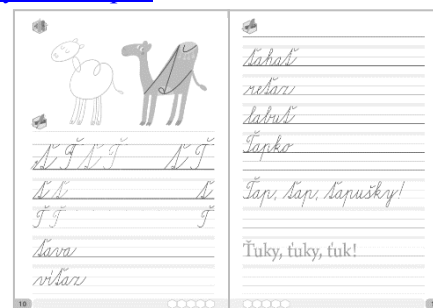 ť Ť ť Ť ť Ť
ť ť ť
Ť Ť Ť
ťava
víťaz
10
ťahať
reťaz
labuť
Ťapko
Ťap, ťap, ťapušky!
Ťuky, ťuky, ťuk!